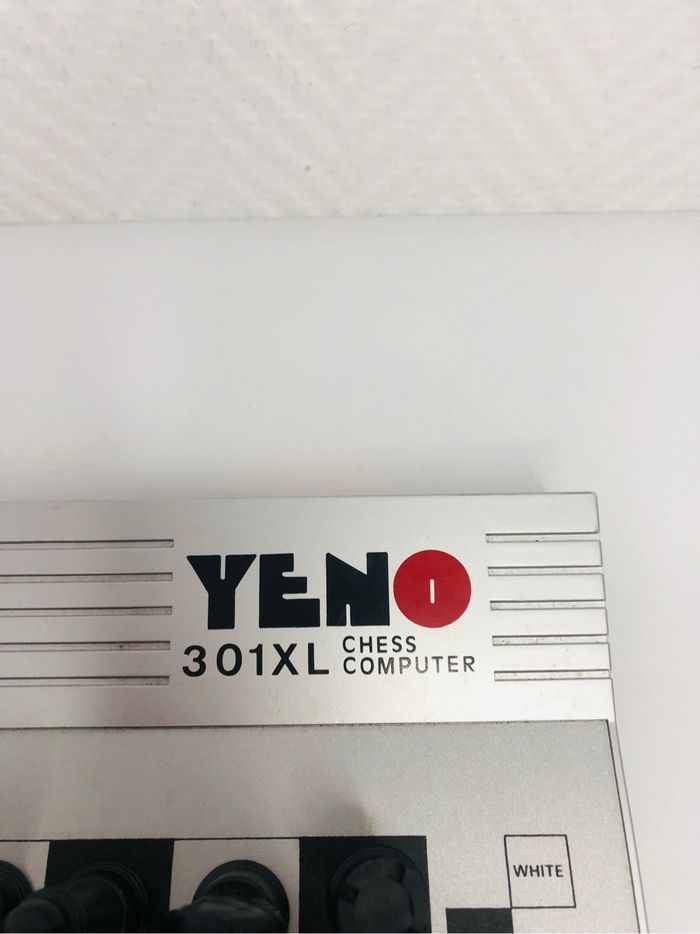 YENO
301XL CHESS
COMPUTER
WHITE